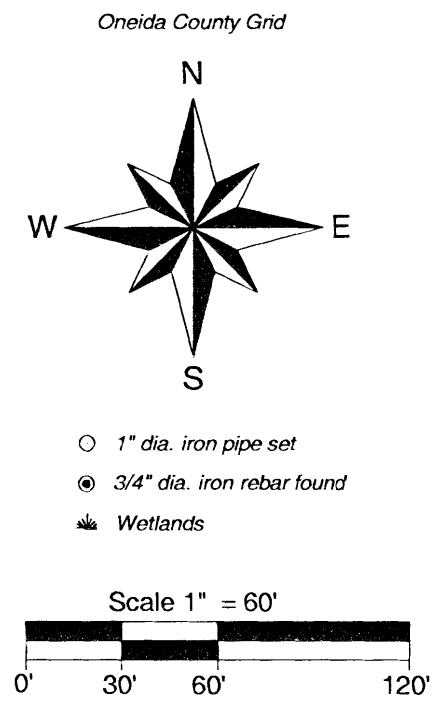 Oneida County Grid
N
W E
S
1" dia. iron pipe set
3/4" dia. iron rebar found
Wetlands
Scale 1" = 60'
0' 30' 60' 120'